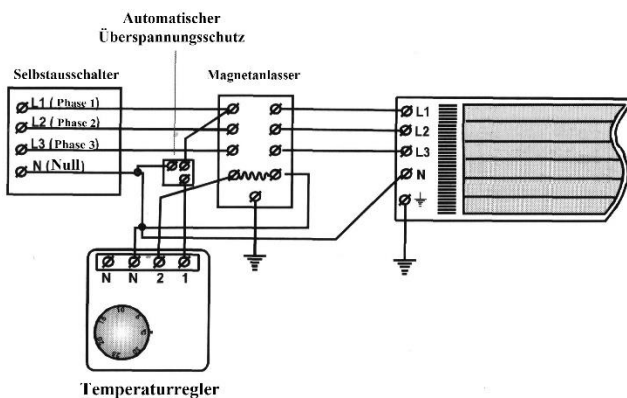 Automatischer
Überspannungsschutz
Selbstausschalter
Magnetanlasser
L1 ( Phase 1)
L2 ( Phase 2)
L3 ( Phase 3)
N (Null)
L1
L2
L3
N
N N 2 1
Temperaturregler